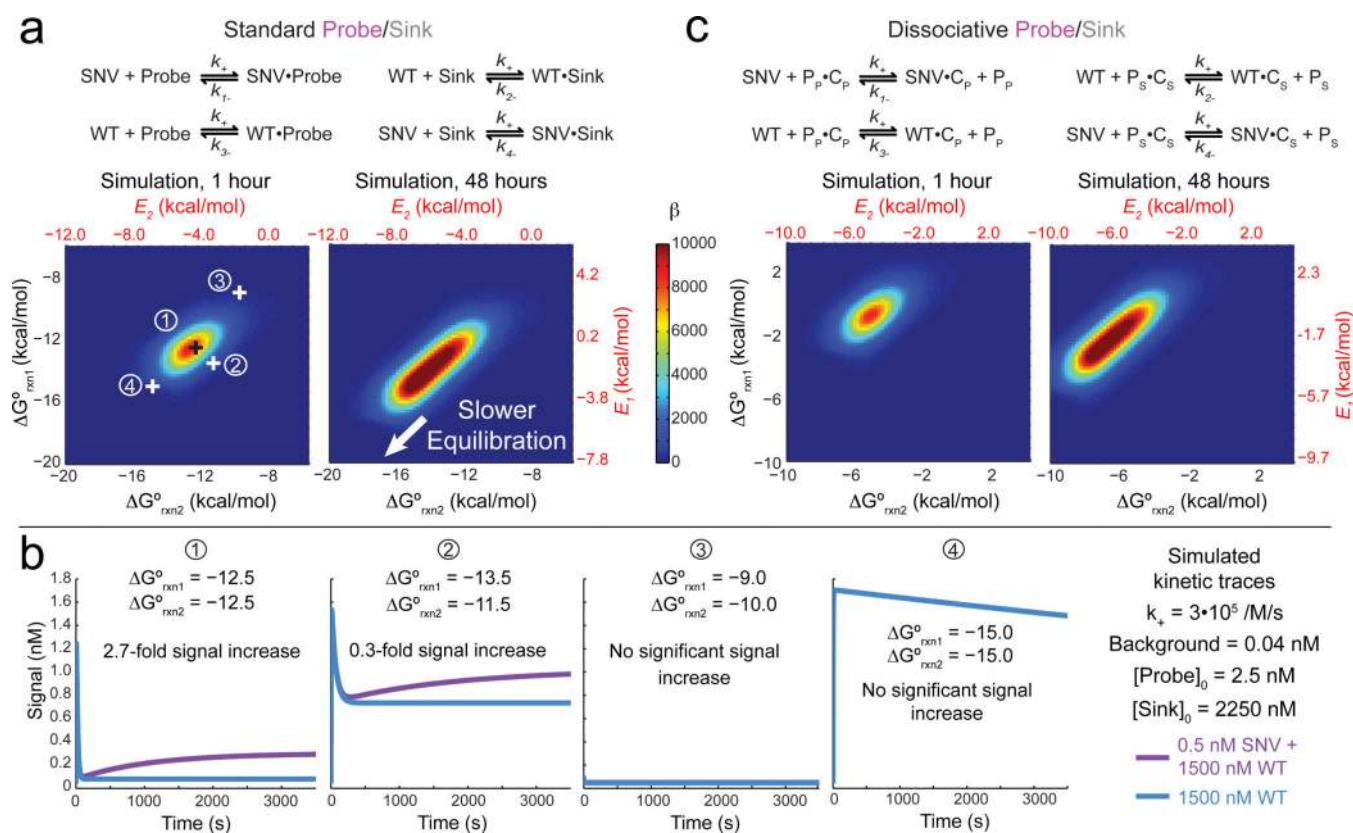 a
Standard Probe/Sink
SNV + Probe k+ ⇌ k1- SNV•Probe
WT + Sink k+ ⇌ k2- WT•Sink
WT + Probe k+ ⇌ k3- WT•Probe
SNV + Sink k+ ⇌ k4- SNV•Sink
Simulation, 1 hour
Simulation, 48 hours
E2 (kcal/mol)
E2 (kcal/mol)
−12.0 −8.0 −4.0 0.0
−12.0 −8.0 −4.0 0.0
ΔG°rxn1 (kcal/mol)
−8
−12
−16
−20
① ② ③ ④
Slower
Equilibration
4.2
0.2
−3.8
−7.8
E1 (kcal/mol)
−20 −16 −12 −8
−16 −12 −8
ΔG°rxn2 (kcal/mol)
ΔG°rxn2 (kcal/mol)
β
10000
8000
6000
4000
2000
0
c
Dissociative Probe/Sink
SNV + PP•CP k+ ⇌ k1- SNV•CP + PP
WT + PS•CS k+ ⇌ k2- WT•CS + PS
WT + PP•CP k+ ⇌ k3- WT•CP + PP
SNV + PS•CS k+ ⇌ k4- SNV•CS + PS
Simulation, 1 hour
Simulation, 48 hours
E2 (kcal/mol)
E2 (kcal/mol)
−10.0 −6.0 −2.0 2.0
−10.0 −6.0 −2.0 2.0
ΔG°rxn1 (kcal/mol)
2
−2
−6
−10
2.3
−1.7
−5.7
−9.7
E1 (kcal/mol)
−10 −6 −2 2
−10 −6 −2 2
ΔG°rxn2 (kcal/mol)
ΔG°rxn2 (kcal/mol)
b
Signal (nM)
1.8
1.6
1.4
1.2
1.0
0.8
0.6
0.4
0.2
0
①
ΔG°rxn1 = −12.5
ΔG°rxn2 = −12.5
2.7-fold signal increase
0 1000 2000 3000
Time (s)
②
ΔG°rxn1 = −13.5
ΔG°rxn2 = −11.5
0.3-fold signal increase
0 1000 2000 3000
Time (s)
③
ΔG°rxn1 = −9.0
ΔG°rxn2 = −10.0
No significant signal
increase
0 1000 2000 3000
Time (s)
④
ΔG°rxn1 = −15.0
ΔG°rxn2 = −15.0
No significant signal
increase
0 1000 2000 3000
Time (s)
Simulated
kinetic traces
k+ = 3•10⁵ /M/s
Background = 0.04 nM
[Probe]0 = 2.5 nM
[Sink]0 = 2250 nM
0.5 nM SNV +
1500 nM WT
1500 nM WT